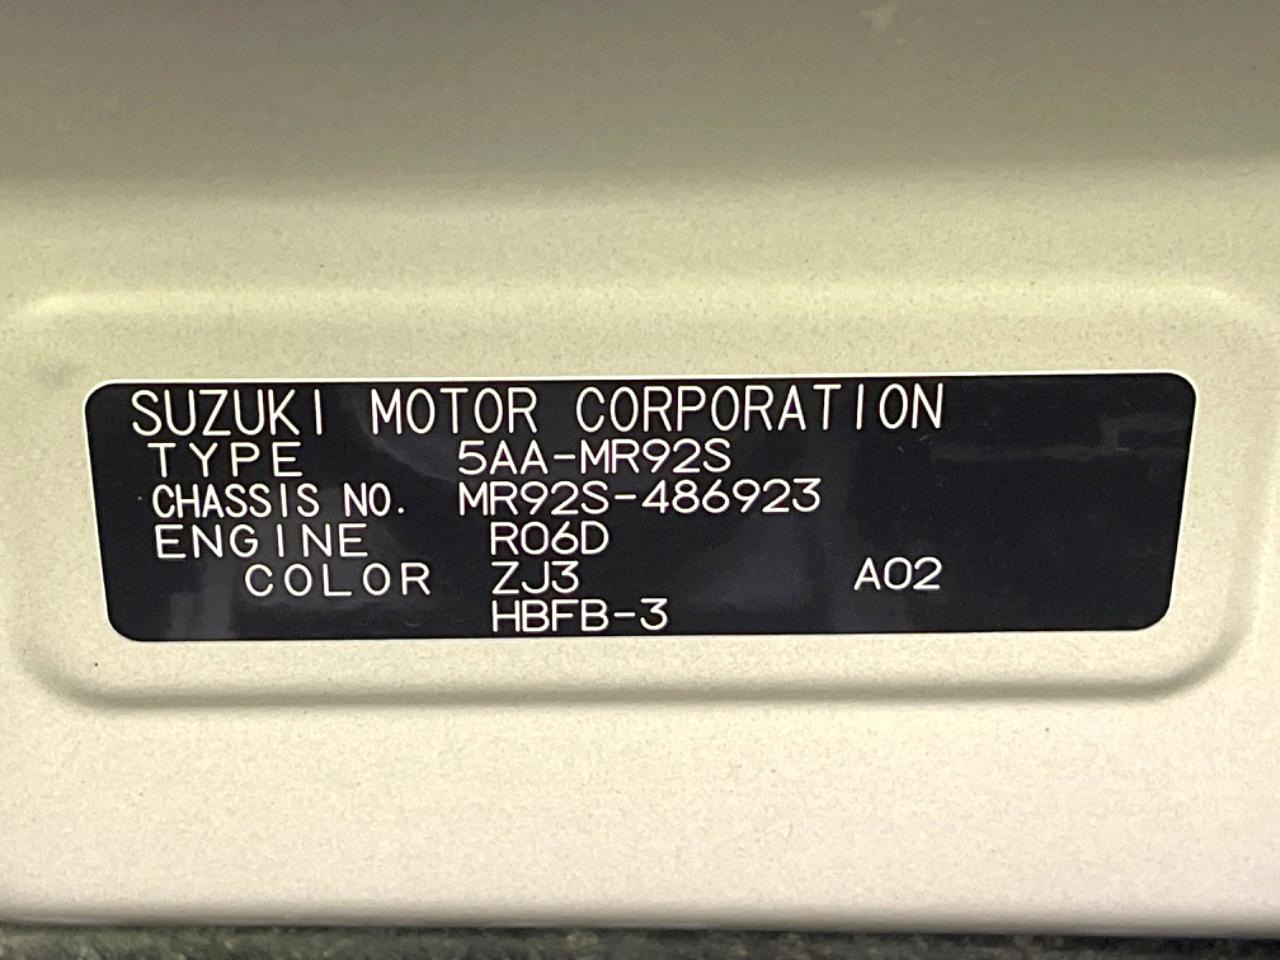 SUZUKI MOTOR CORPORATION
TYPE 5AA-MR92S
CHASSIS NO. MR92S-486923
ENGINE R06D
COLOR ZJ3 A02
HBFB-3